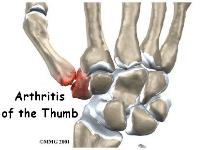 Arthritis
of the Thumb
©MMG 2001